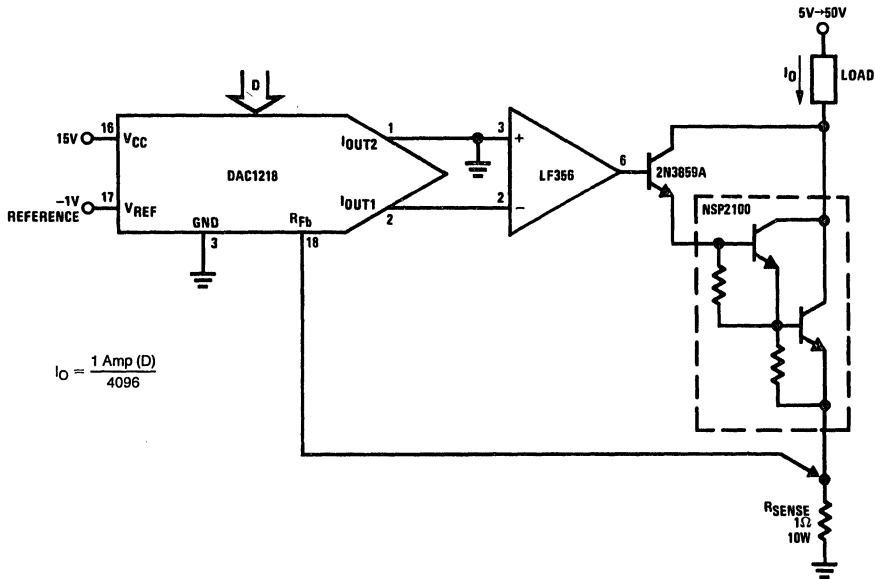 5V→50V
IO
LOAD
D
16
15V
VCC
1
IOUT2
3
+
DAC1218
LF356
6
2N3859A
-1V
REFERENCE
17
VREF
IOUT1
2
2
−
NSP2100
GND
3
RFb
18
IO = 1 Amp (D)
4096
RSENSE
1Ω
10W